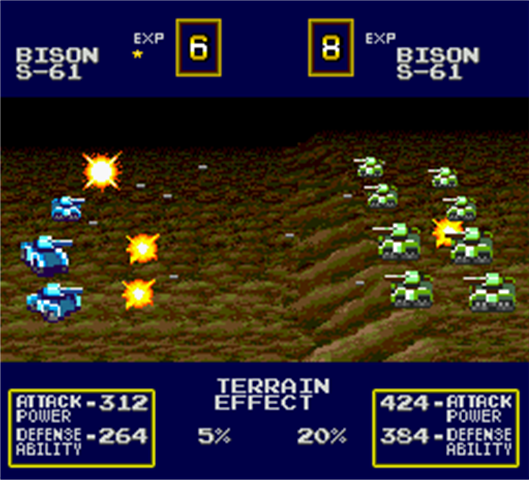 EXP 6 8 EXP
BISON ★ BISON
S-61 S-61
TERRAIN
EFFECT
5% 20%
ATTACK -312
POWER
DEFENSE -264
ABILITY
424- ATTACK
POWER
384- DEFENSE
ABILITY